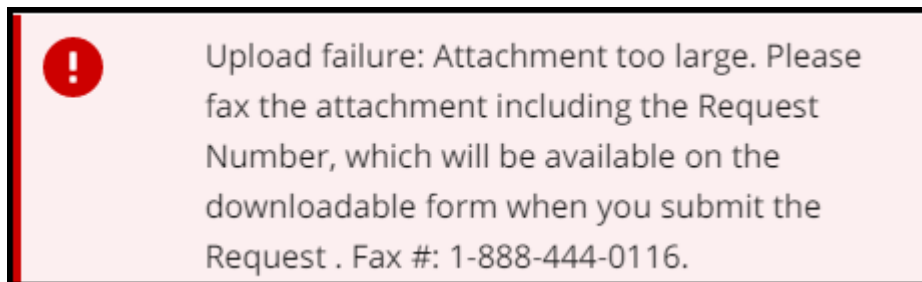 Upload failure: Attachment too large. Please
fax the attachment including the Request
Number, which will be available on the
downloadable form when you submit the
Request . Fax #: 1-888-444-0116.